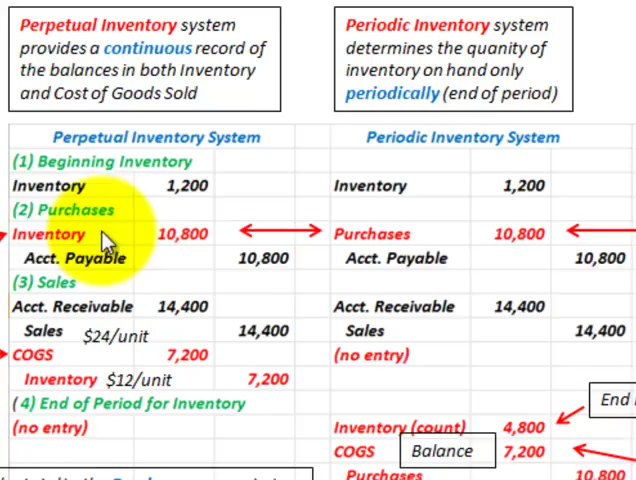 Perpetual Inventory system
provides a continuous record of
the balances in both Inventory
and Cost of Goods Sold
Periodic Inventory system
determines the quanity of
inventory on hand only
periodically (end of period)
Perpetual Inventory System Periodic Inventory System
(1) Beginning Inventory
Inventory 1,200 Inventory 1,200
(2) Purchases
Inventory 10,800 Purchases 10,800
Acct. Payable 10,800 Acct. Payable 10,800
(3) Sales
Acct. Receivable 14,400 Acct. Receivable 14,400
Sales $24/unit 14,400 Sales 14,400
COGS 7,200 (no entry)
Inventory $12/unit 7,200
(4) End of Period for Inventory End
(no entry) Inventory (count) 4,800
COGS Balance 7,200
Purchases 10,800